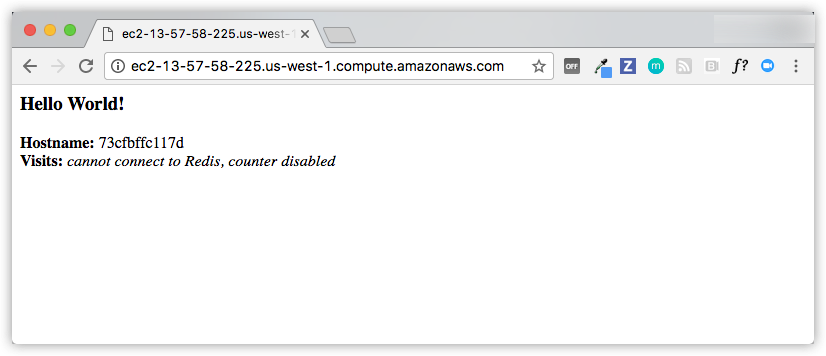 ec2-13-57-58-225.us-west-1
ec2-13-57-58-225.us-west-1.compute.amazonaws.com
OFF Z m B f?
Hello World!
Hostname: 73cfbffc117d
Visits: cannot connect to Redis, counter disabled